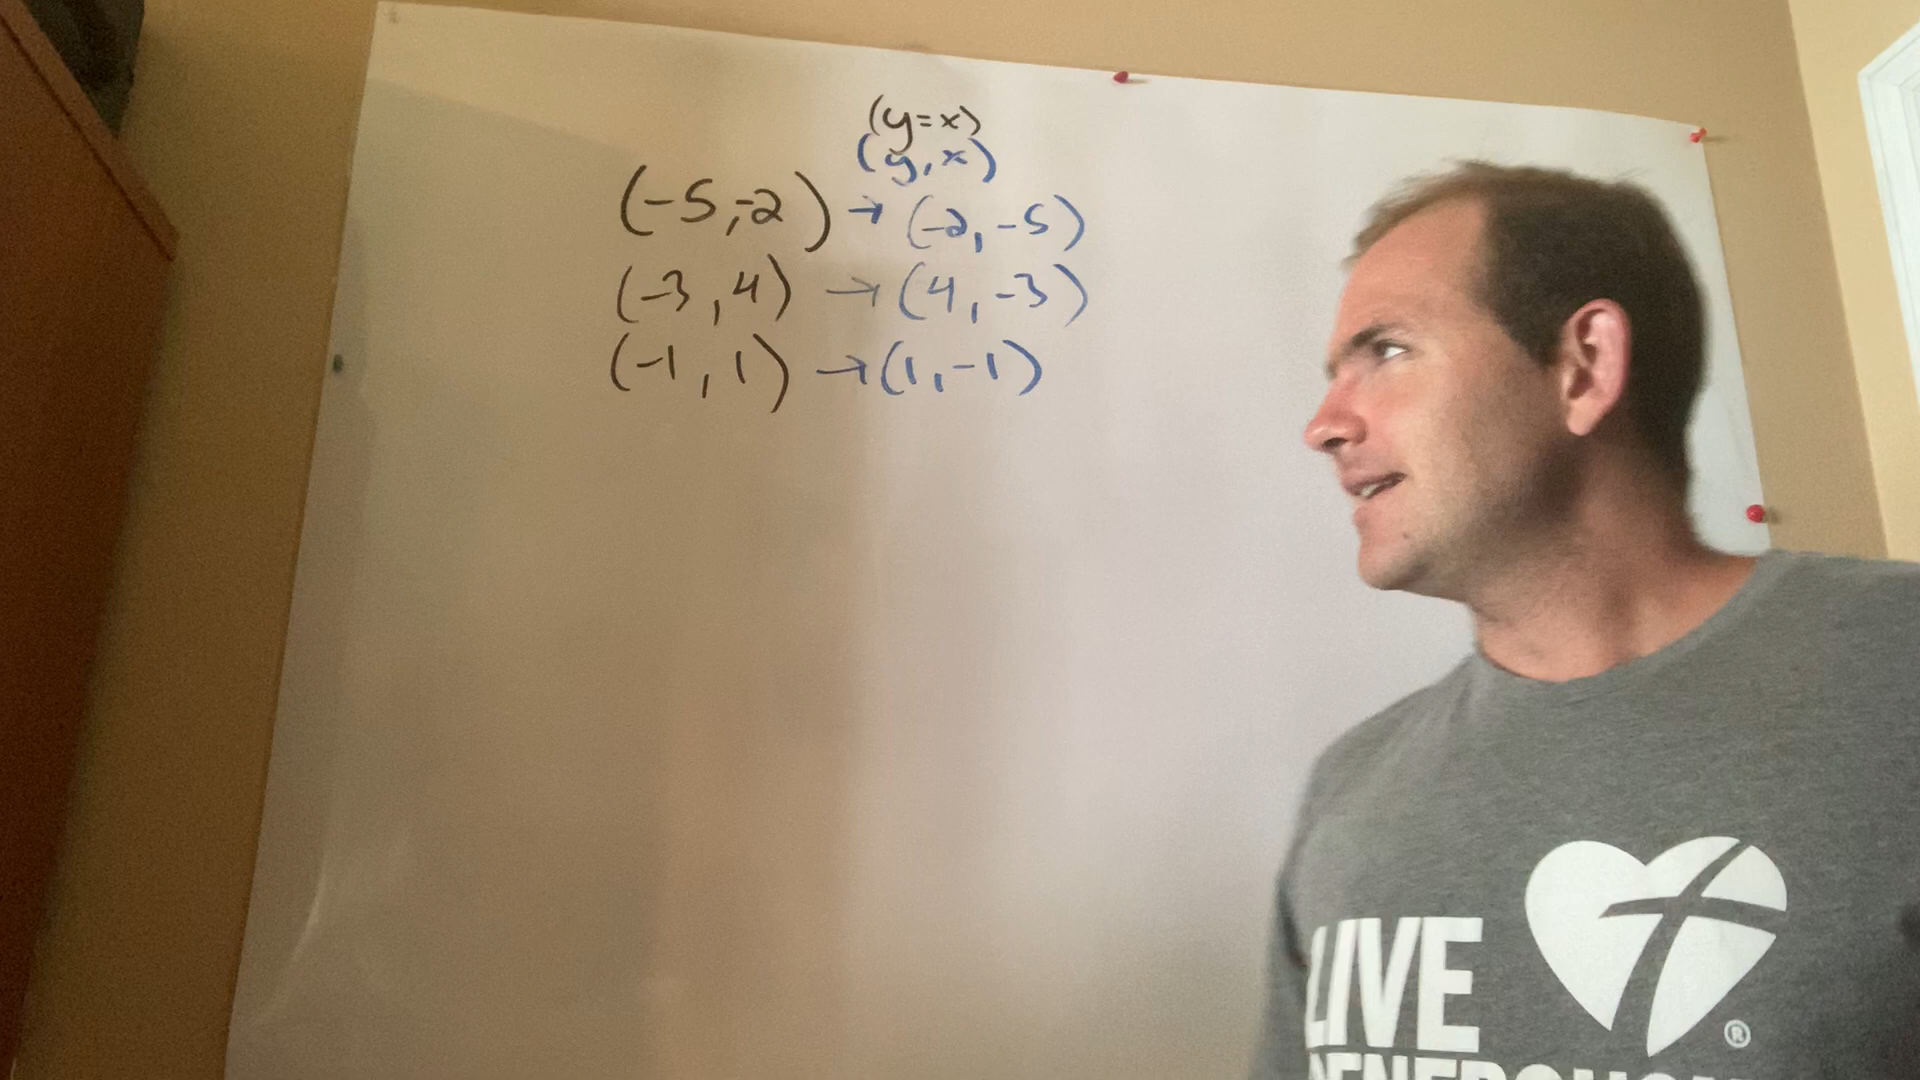 (y=x)
(y,x)
(-5,-2) → (-2,-5)
(-3,4) → (4,-3)
(-1,1) → (1,-1)
LIVE
®